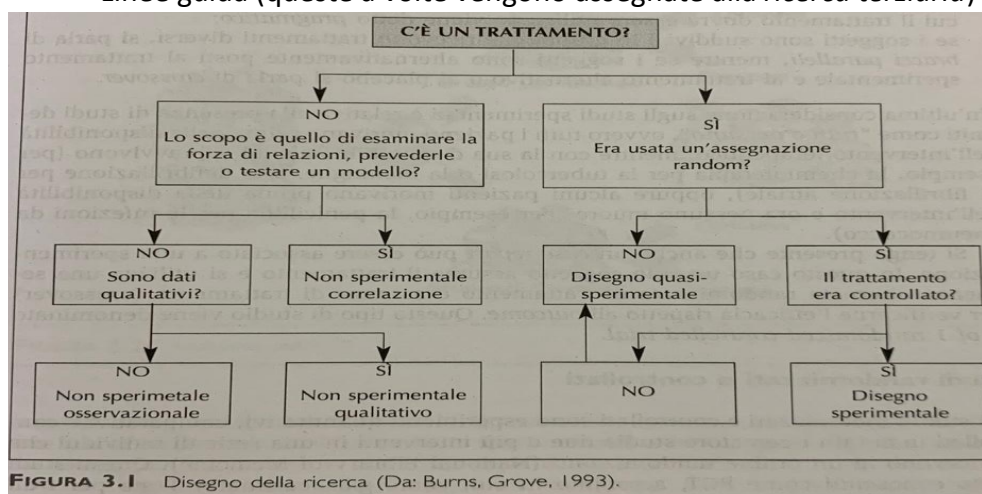 Linee guida (queste a volte vengono assegnate alla ricerca terziaria)
C'È UN TRATTAMENTO?
NO
Lo scopo è quello di esaminare la
forza di relazioni, prevederle
o testare un modello?
SÌ
Era usata un'assegnazione
random?
NO
Sono dati
qualitativi?
SÌ
Non sperimentale
correlazione
NO
Disegno quasi-
sperimentale
SÌ
Il trattamento
era controllato?
NO
Non sperimetale
osservazionale
SÌ
Non sperimentale
qualitativo
NO
SÌ
Disegno
sperimentale
FIGURA 3.1 Disegno della ricerca (Da: Burns, Grove, 1993).